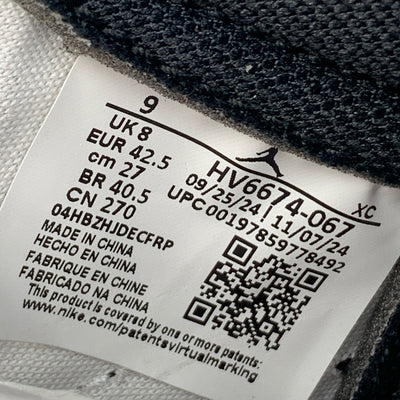 9
UK 8
EUR 42.5
cm 27
BR 40.5
CN 270
04HBZHJDECFRP
HV6674-067
XC
09/25/24 | 11/07/24
UPC 00197859778492
MADE IN CHINA
HECHO EN CHINA
FABRIQUE EN CHINE
FABRICADO NA CHINA
This product is covered by one or more patents:
www.nike.com/patentsvirtualmarking